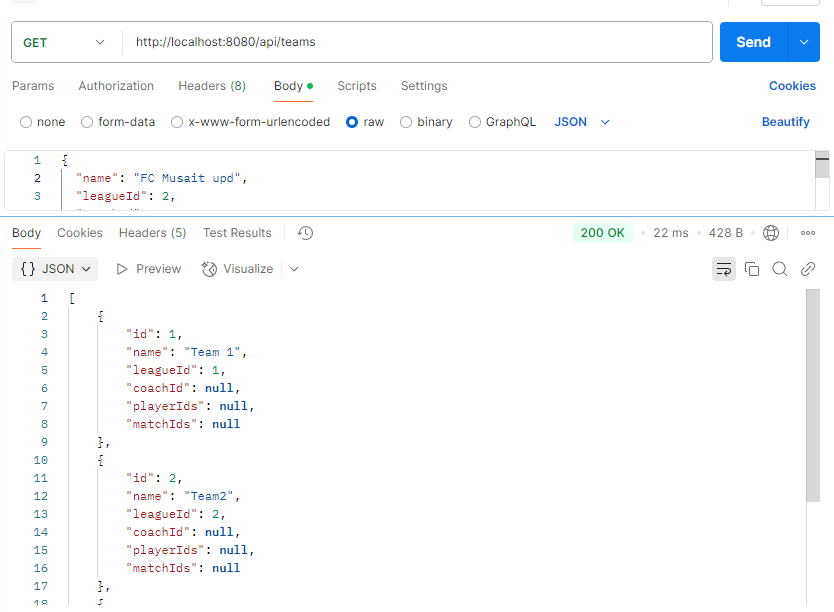 GET http://localhost:8080/api/teams Send
Params Authorization Headers (8) Body Scripts Settings Cookies
none form-data x-www-form-urlencoded raw binary GraphQL JSON Beautify
1 {
2 "name": "FC Musait upd",
3 "leagueId": 2,
Body Cookies Headers (5) Test Results 200 OK • 22 ms • 428 B •
{} JSON Preview Visualize
1 [
2 {
3 "id": 1,
4 "name": "Team 1",
5 "leagueId": 1,
6 "coachId": null,
7 "playerIds": null,
8 "matchIds": null
9 },
10 {
11 "id": 2,
12 "name": "Team2",
13 "leagueId": 2,
14 "coachId": null,
15 "playerIds": null,
16 "matchIds": null
17 },
18 {